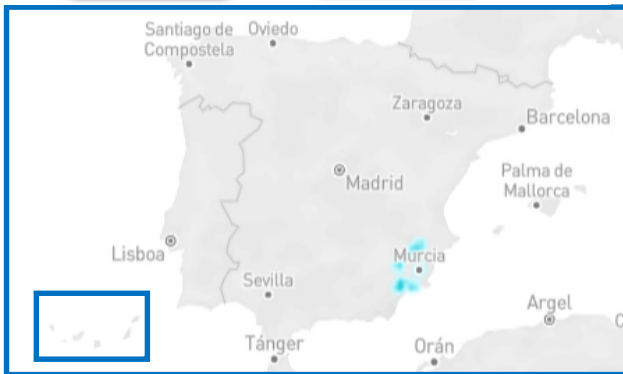 Santiago de
Compostela
Oviedo
Zaragoza
Barcelona
Madrid
Palma de
Mallorca
Lisboa
Murcia
Sevilla
Argel
Tánger
Orán
C